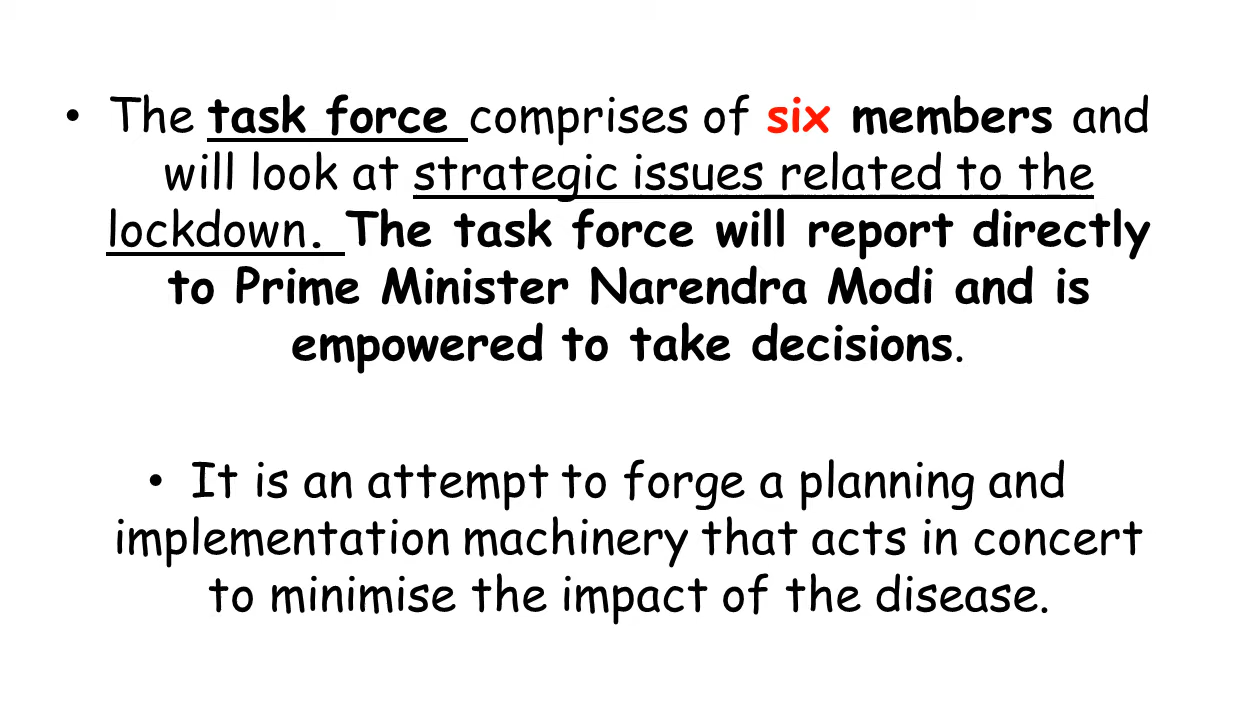 • The task force comprises of six members and
will look at strategic issues related to the
lockdown. The task force will report directly
to Prime Minister Narendra Modi and is
empowered to take decisions.
• It is an attempt to forge a planning and
implementation machinery that acts in concert
to minimise the impact of the disease.